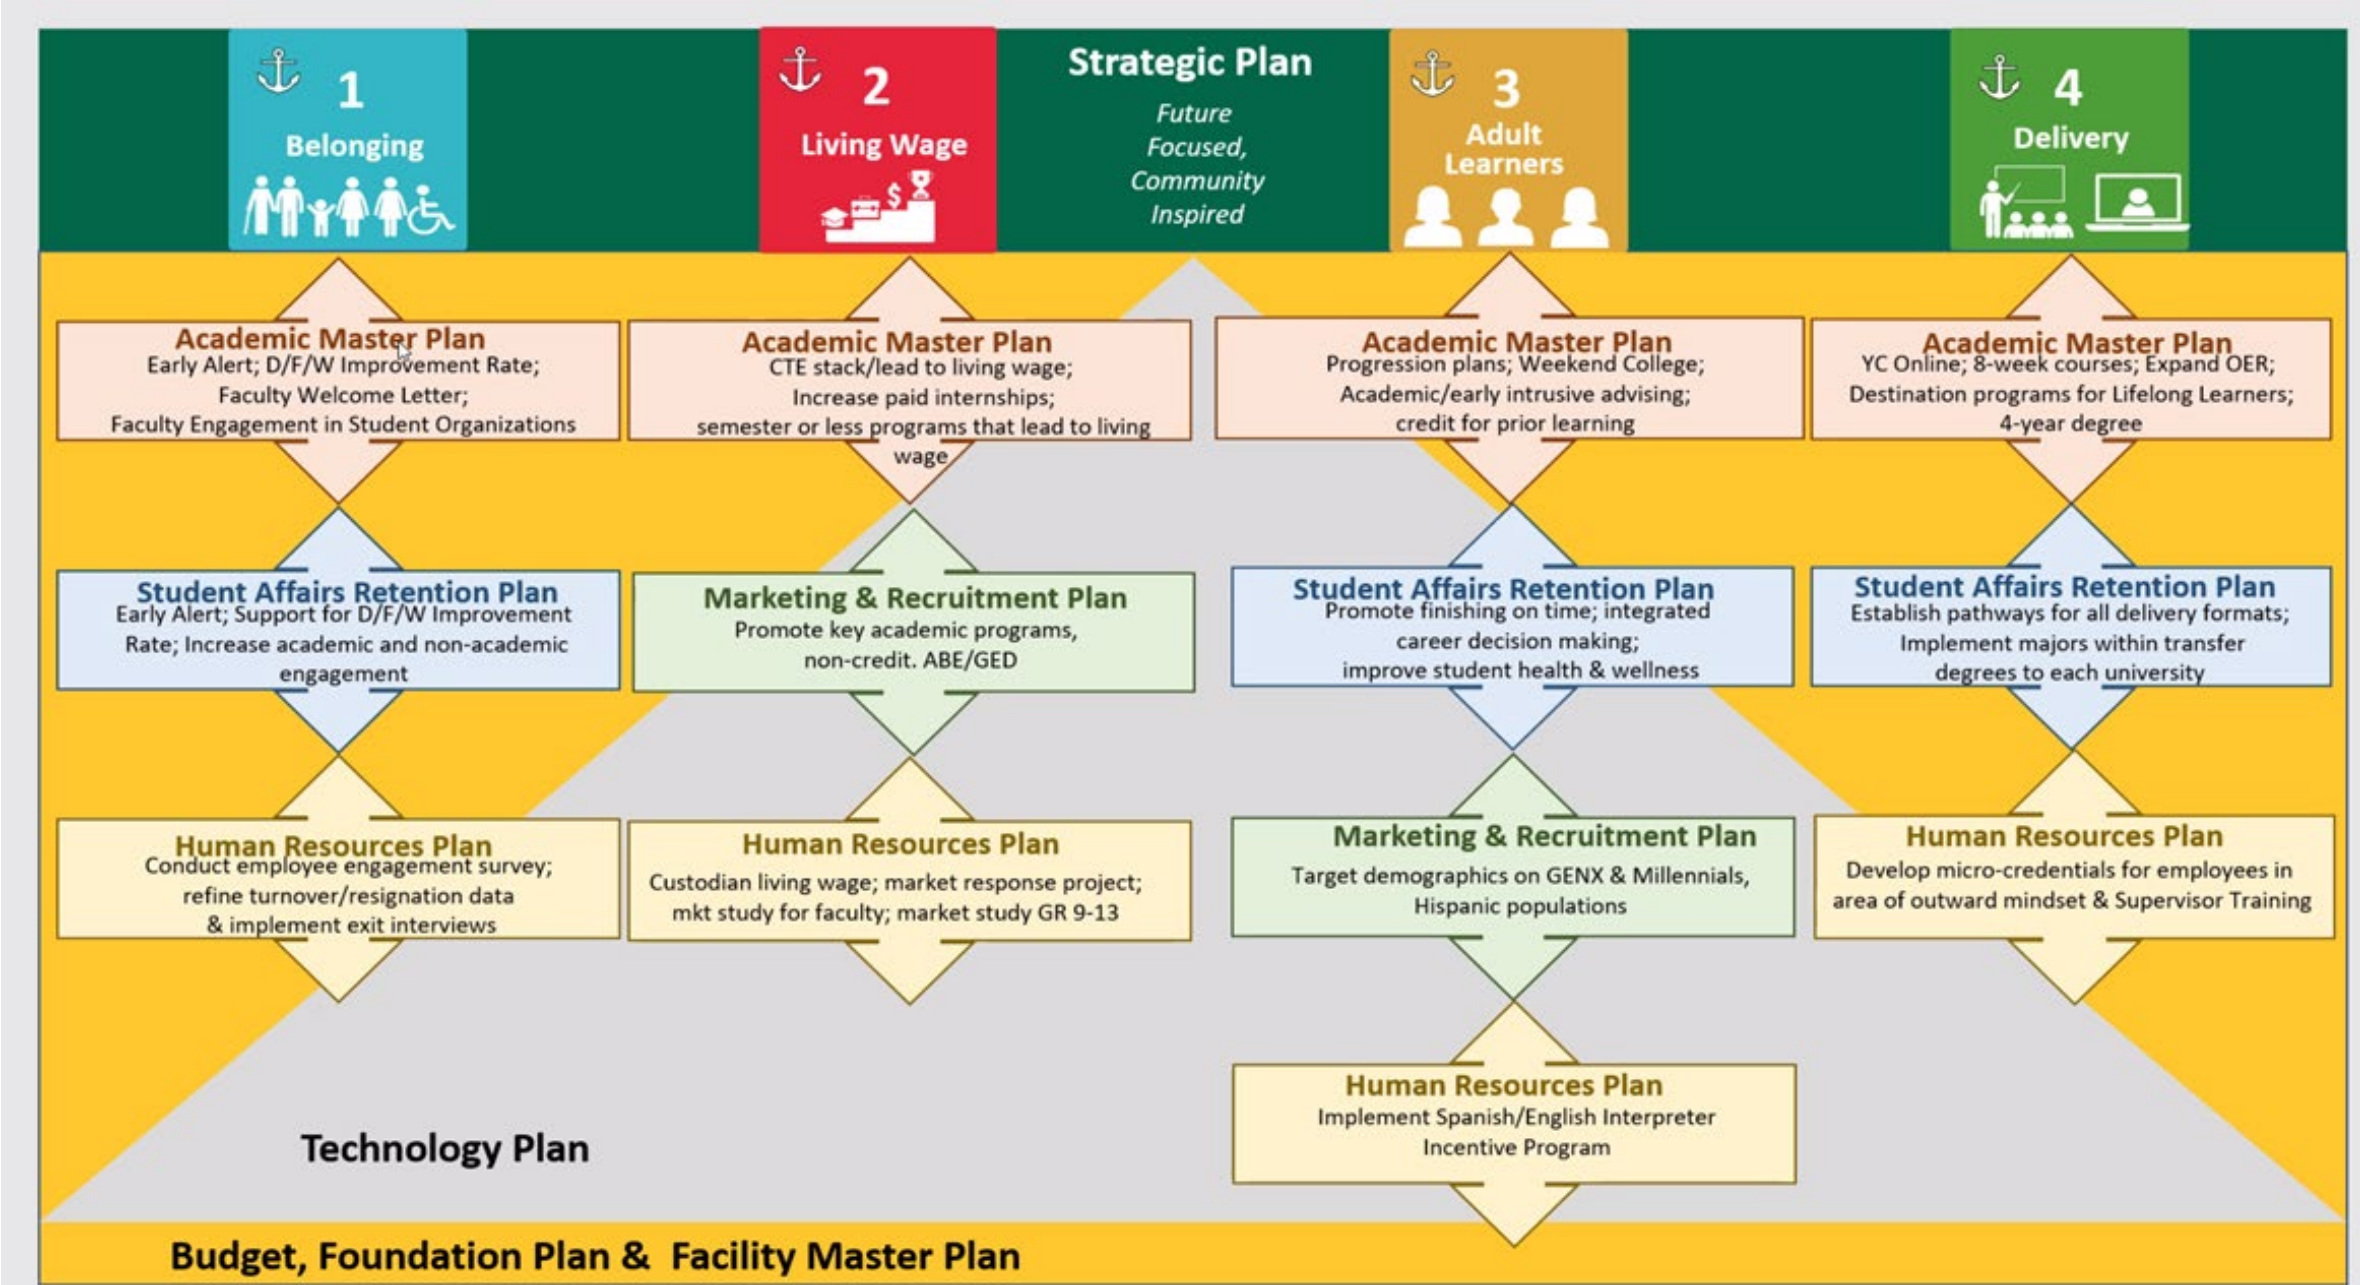 1
Belonging
2
Living Wage
Strategic Plan
Future
Focused,
Community
Inspired
3
Adult
Learners
4
Delivery
$
Academic Master Plan
Early Alert; D/F/W Improvement Rate;
Faculty Welcome Letter;
Faculty Engagement in Student Organizations
Academic Master Plan
CTE stack/lead to living wage;
Increase paid internships;
semester or less programs that lead to living
wage
Academic Master Plan
Progression plans; Weekend College;
Academic/early intrusive advising;
credit for prior learning
Academic Master Plan
YC Online; 8-week courses; Expand OER;
Destination programs for Lifelong Learners;
4-year degree
Student Affairs Retention Plan
Early Alert; Support for D/F/W Improvement
Rate; Increase academic and non-academic
engagement
Marketing & Recruitment Plan
Promote key academic programs,
non-credit. ABE/GED
Student Affairs Retention Plan
Promote finishing on time; integrated
career decision making;
improve student health & wellness
Student Affairs Retention Plan
Establish pathways for all delivery formats;
Implement majors within transfer
degrees to each university
Human Resources Plan
Conduct employee engagement survey;
refine turnover/resignation data
& implement exit interviews
Human Resources Plan
Custodian living wage; market response project;
mkt study for faculty; market study GR 9-13
Marketing & Recruitment Plan
Target demographics on GENX & Millennials,
Hispanic populations
Human Resources Plan
Develop micro-credentials for employees in
area of outward mindset & Supervisor Training
Human Resources Plan
Implement Spanish/English Interpreter
Incentive Program
Technology Plan
Budget, Foundation Plan & Facility Master Plan